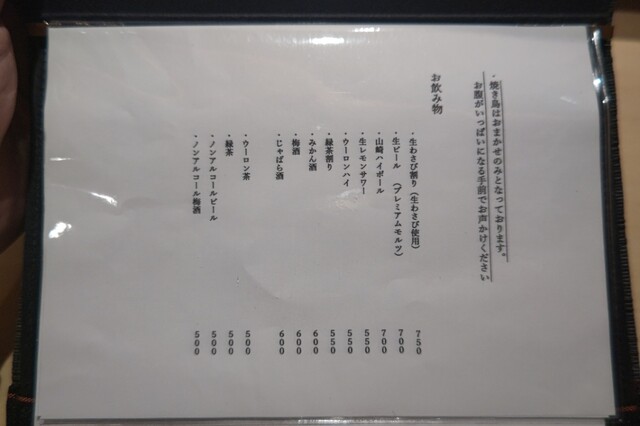 ・焼き鳥はおまかせのみとなっております。
お腹がいっぱいになる手前でお声かけください
お飲み物
・生わさび割り（生わさび使用） 750
・生ビール （プレミアムモルツ） 700
・山崎ハイボール 700
・生レモンサワー 550
・ウーロンハイ 550
・緑茶割り 550
・みかん酒 600
・梅酒 600
・じゃばら酒 600
・ウーロン茶 500
・緑茶 500
・ノンアルコールビール 500
・ノンアルコール梅酒 500